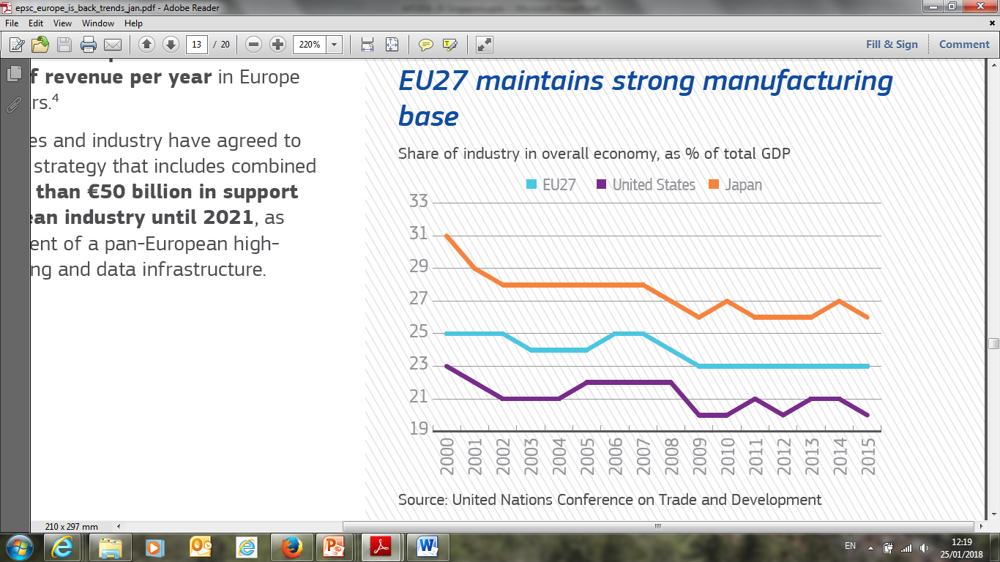 epsc_europe_is_back_trends_jan.pdf - Adobe Reader
File Edit View Window Help
13 / 20 220% Fill & Sign Comment
f revenue per year in Europe
rs.4
es and industry have agreed to
strategy that includes combined
than €50 billion in support
ean industry until 2021, as
ent of a pan-European high-
ng and data infrastructure.
EU27 maintains strong manufacturing
base
Share of industry in overall economy, as % of total GDP
EU27 United States Japan
33
31
29
27
25
23
21
19
2000 2001 2002 2003 2004 2005 2006 2007 2008 2009 2010 2011 2012 2013 2014 2015
Source: United Nations Conference on Trade and Development
210 x 297 mm
EN
12:19
25/01/2018